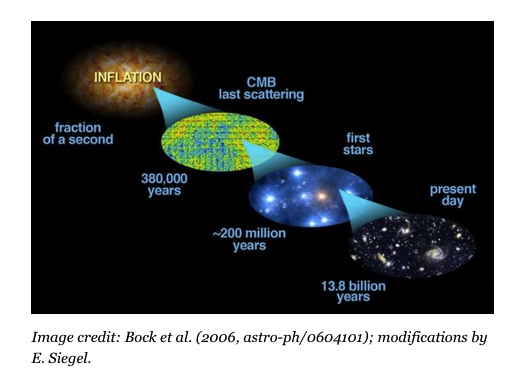 INFLATION
fraction
of a second
CMB
last scattering
380,000
years
first
stars
~200 million
years
present
day
13.8 billion
years
Image credit: Bock et al. (2006, astro-ph/0604101); modifications by
E. Siegel.